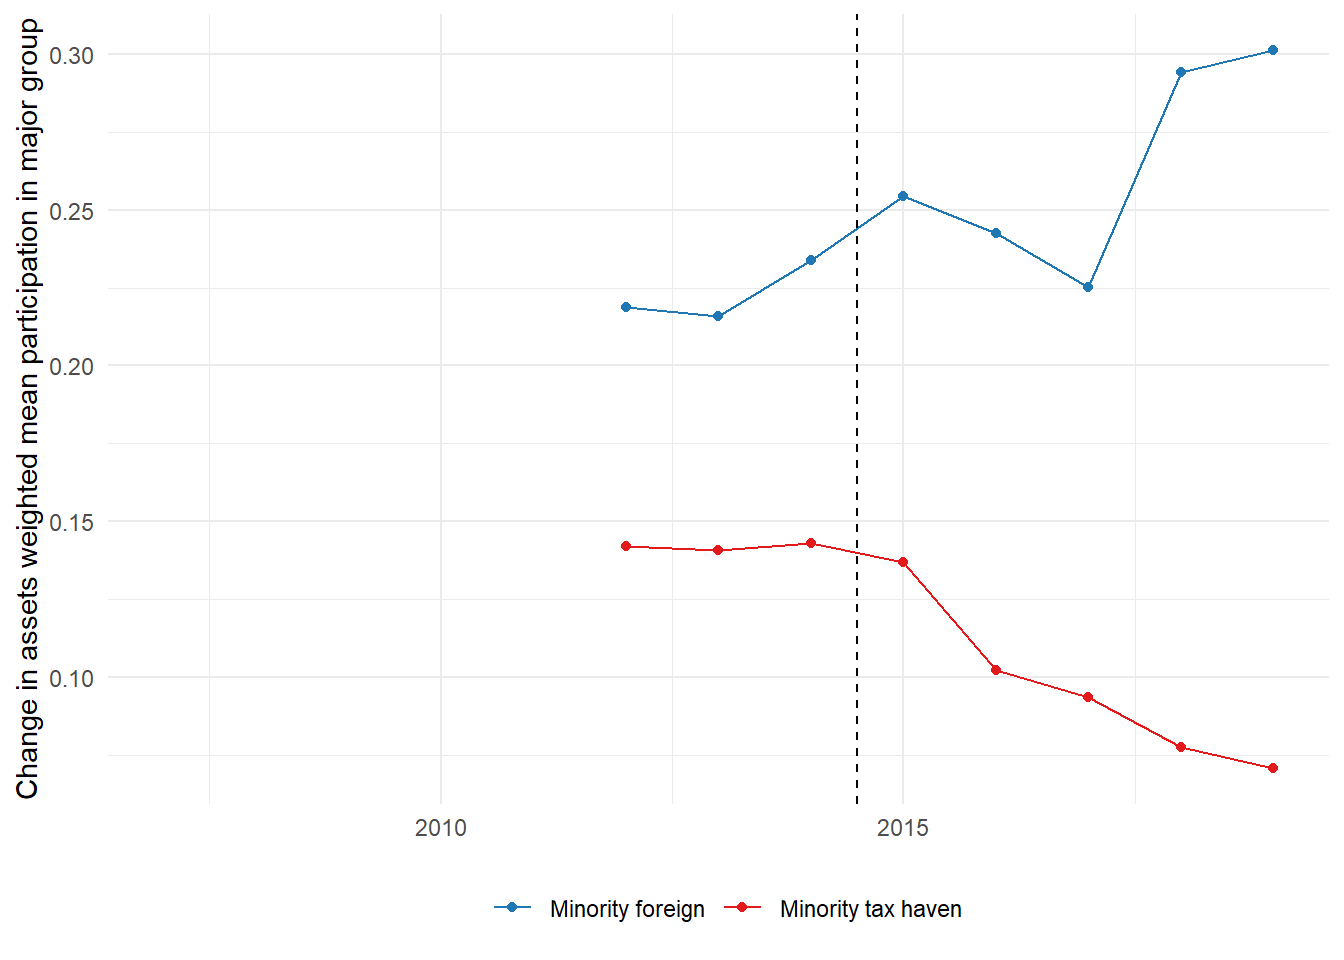 Change in assets weighted mean participation in major group
0.30
0.25
0.20
0.15
0.10
2010
2015
Minority foreign
Minority tax haven